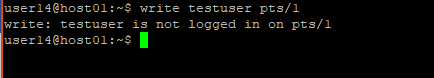 user14@host01:~$ write testuser pts/1
write: testuser is not logged in on pts/1
user14@host01:~$